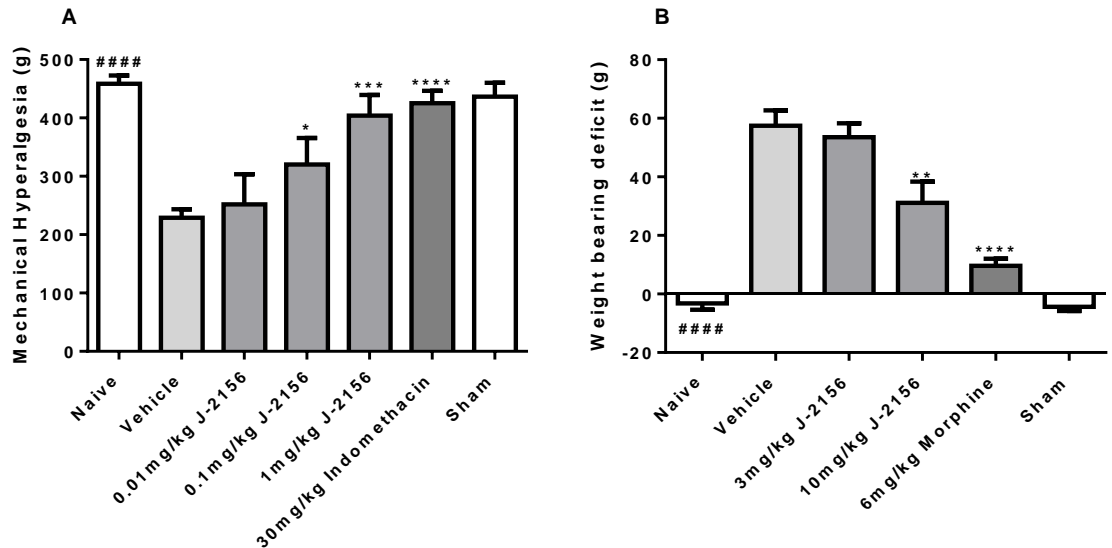 A
Mechanical Hyperalgesia (g)
500
400
300
200
100
0
####
*
***
****
Naive
Vehicle
0.01mg/kg J-2156
0.1mg/kg J-2156
1mg/kg J-2156
30mg/kg Indomethacin
Sham
B
Weight bearing deficit (g)
80
60
40
20
0
-20
####
**
****
Naive
Vehicle
3mg/kg J-2156
10mg/kg J-2156
6mg/kg Morphine
Sham